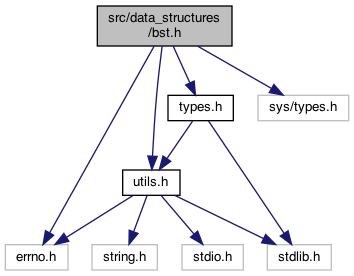 src/data_structures
/bst.h
types.h
sys/types.h
utils.h
errno.h
string.h
stdio.h
stdlib.h